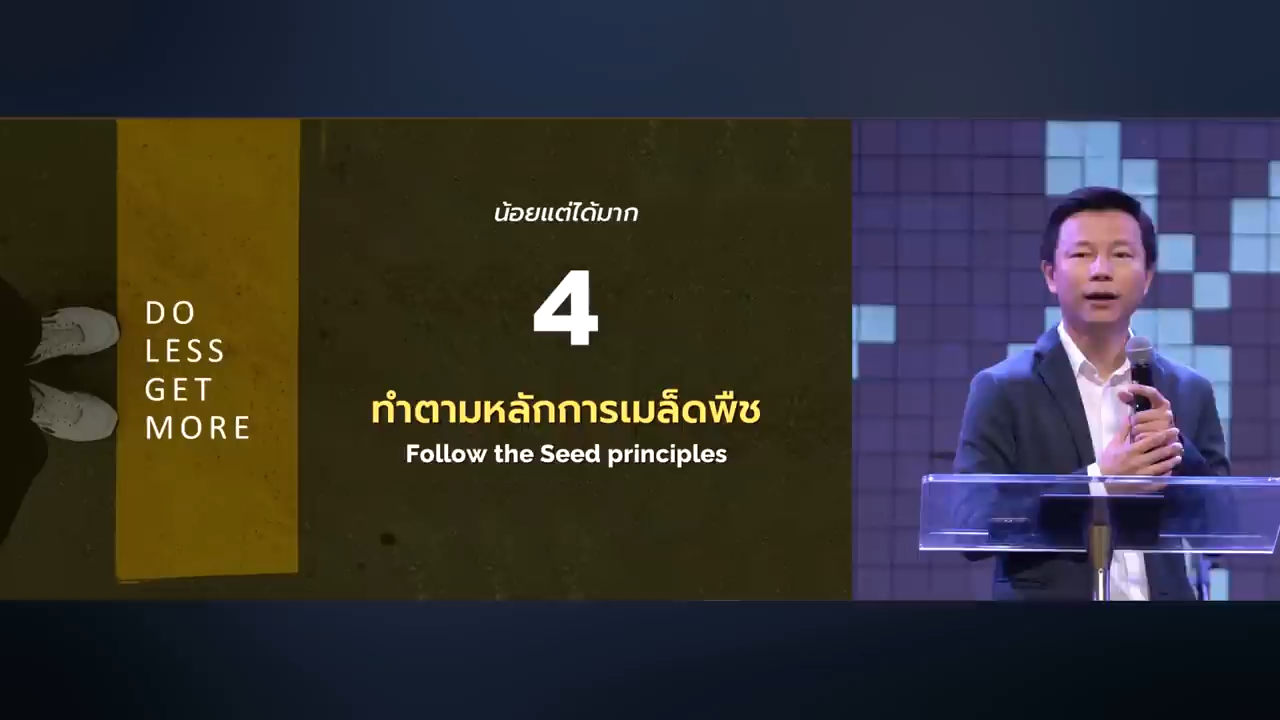 DO
LESS
GET
MORE
น้อยแต่ได้มาก
4
ทำตามหลักการเมล็ดพืช
Follow the Seed principles